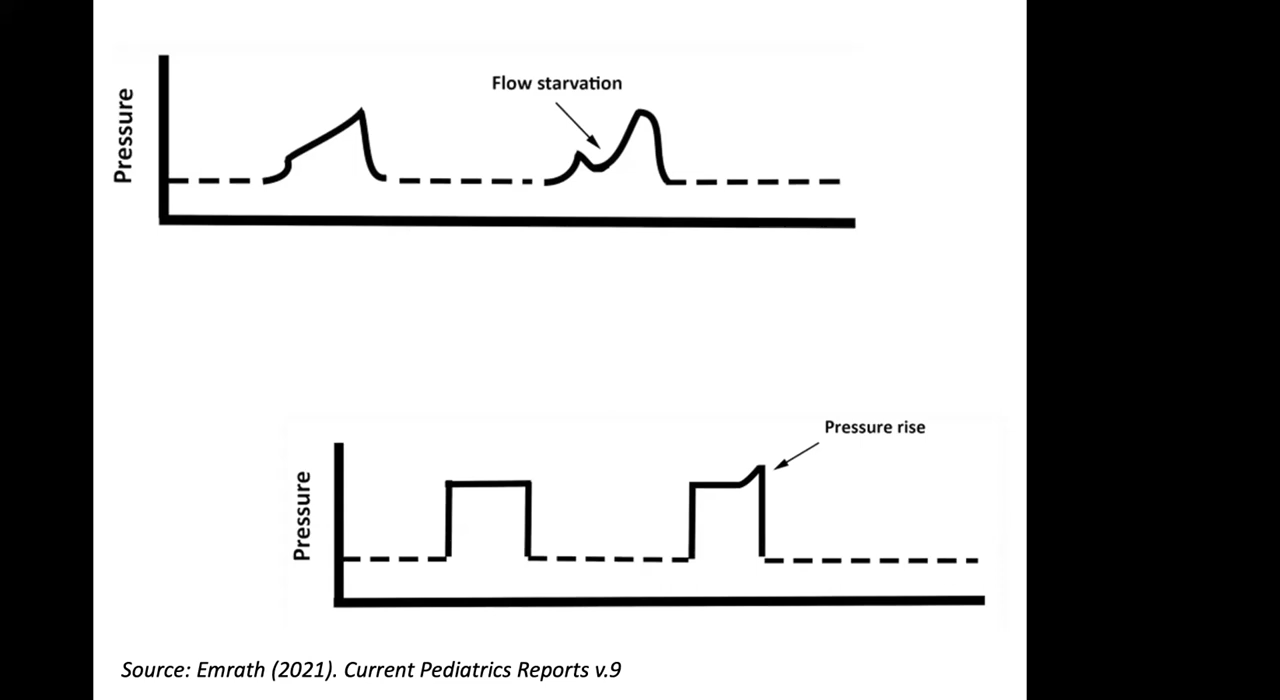 Pressure
Flow starvation
Pressure
Pressure rise
Source: Emrath (2021). Current Pediatrics Reports v.9